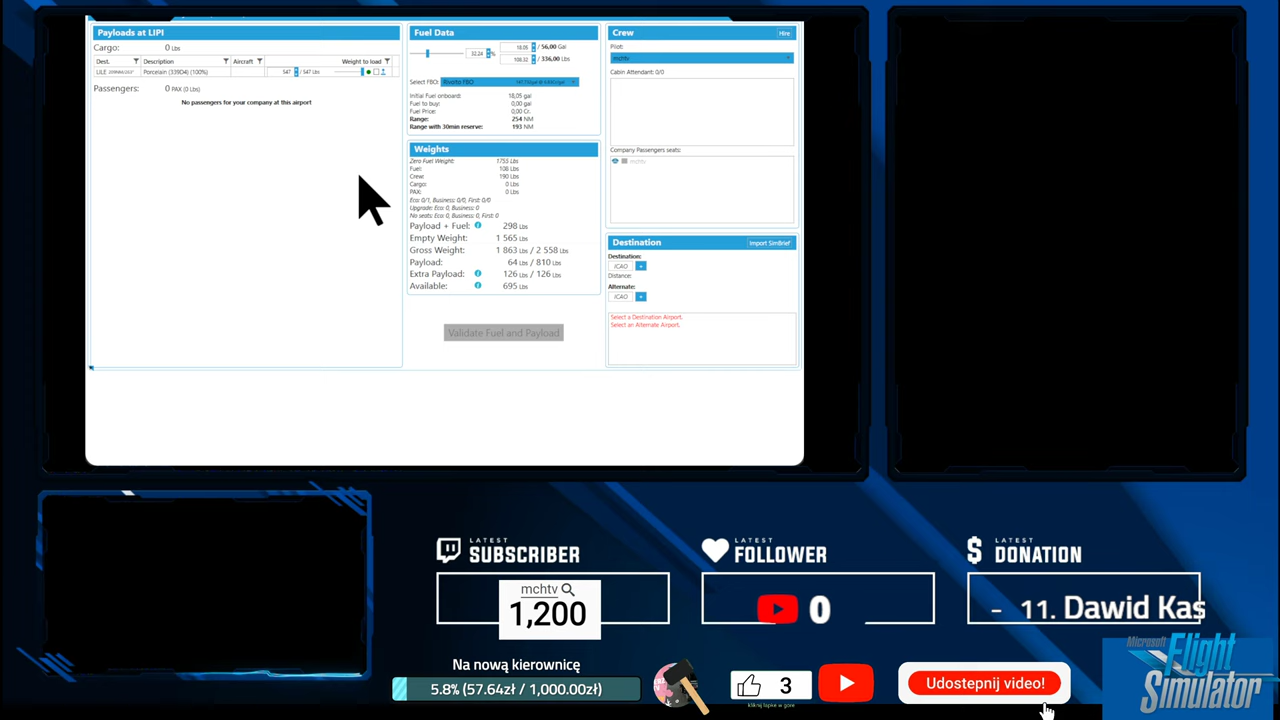 Payloads at LIPI
Cargo: 0 Lbs
Dest. Description Aircraft Weight to load
LILE Porcelain (33904) (100%) 547 / 547 Lbs
Passengers: 0 PAX (0 Lbs)
No passengers for your company at this airport
Fuel Data
32,24 %
18,05 / 56,00 Gal
108,32 / 336,00 Lbs
Select FBO: Rivolto FBO
Initial Fuel onboard: 18,05 gal
Fuel to buy: 0,00 gal
Fuel Price: 0,00 Cr.
Range: 254 NM
Range with 30min reserve: 193 NM
Weights
Zero Fuel Weight: 1755 Lbs
Fuel: 108 Lbs
Crew: 190 Lbs
Cargo: 0 Lbs
PAX: 0 Lbs
Eco: 0/1, Business: 0/0, First: 0/0
Upgrade: Eco: 0, Business: 0
No seats: Eco: 0, Business: 0, First: 0
Payload + Fuel: 298 Lbs
Empty Weight: 1 565 Lbs
Gross Weight: 1 863 Lbs / 2 558 Lbs
Payload: 64 Lbs / 810 Lbs
Extra Payload: 126 Lbs / 126 Lbs
Available: 695 Lbs
Validate Fuel and Payload
Crew Hire
Pilot:
mchtv
Cabin Attendant: 0/0
Company Passengers seats:
mchtv
Destination Import SimBrief
Destination:
ICAO
Distance:
Alternate:
ICAO
Select a Destination Airport.
Select an Alternate Airport.
LATEST
SUBSCRIBER
mchtv
1,200
LATEST
FOLLOWER
0
LATEST
DONATION
- 11. Dawid Kas
Na nową kierownicę
5.8% (57.64zł / 1,000.00zł)
3
kliknij łapkę w górę
Udostępnij video!
Microsoft
Flight
Simulator